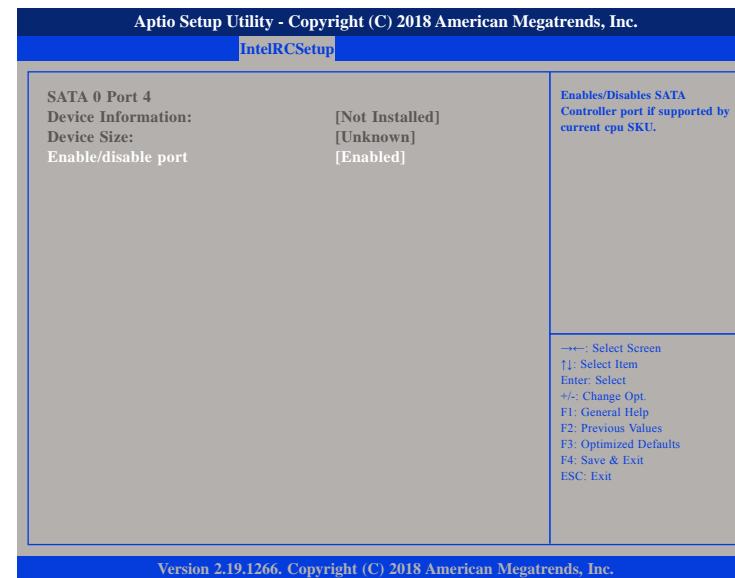 Aptio Setup Utility - Copyright (C) 2018 American Megatrends, Inc.
IntelRCSetup
SATA 0 Port 4
Device Information: [Not Installed]
Device Size: [Unknown]
Enable/disable port [Enabled]
Enables/Disables SATA
Controller port if supported by
current cpu SKU.
→←: Select Screen
↑↓: Select Item
Enter: Select
+/-: Change Opt.
F1: General Help
F2: Previous Values
F3: Optimized Defaults
F4: Save & Exit
ESC: Exit
Version 2.19.1266. Copyright (C) 2018 American Megatrends, Inc.